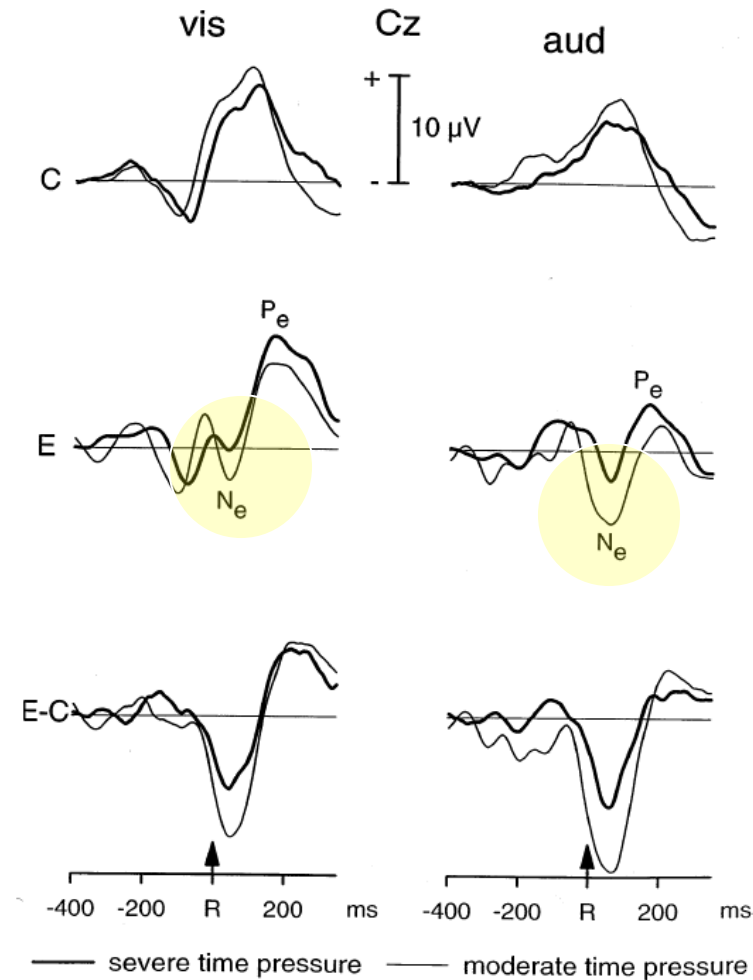 vis Cz aud
+
10 µV
-
C
Pe
Pe
E
Ne
Ne
E-C
-400 -200 R 200 ms -400 -200 R 200 ms
severe time pressure moderate time pressure